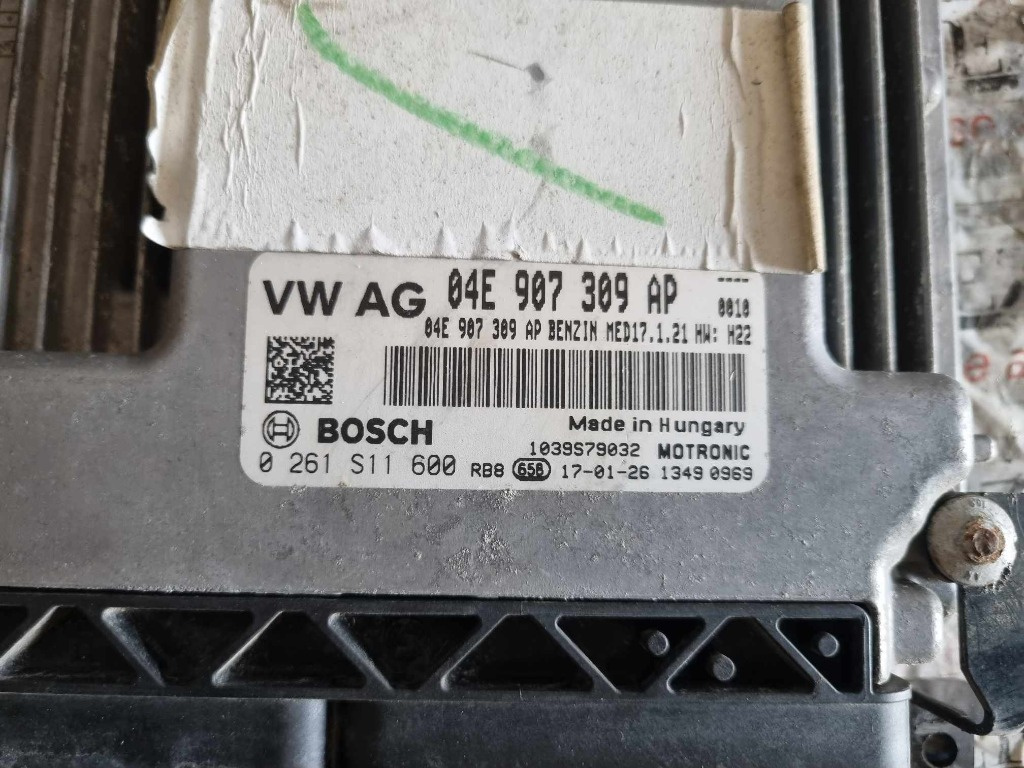 VW AG 04E 907 309 AP ----
0010
04E 907 309 AP BENZIN MED17.1.21 HW: H22
BOSCH Made in Hungary
1039S79032 MOTRONIC
0 261 S11 600 RB8 65B 17-01-26 1349 0969